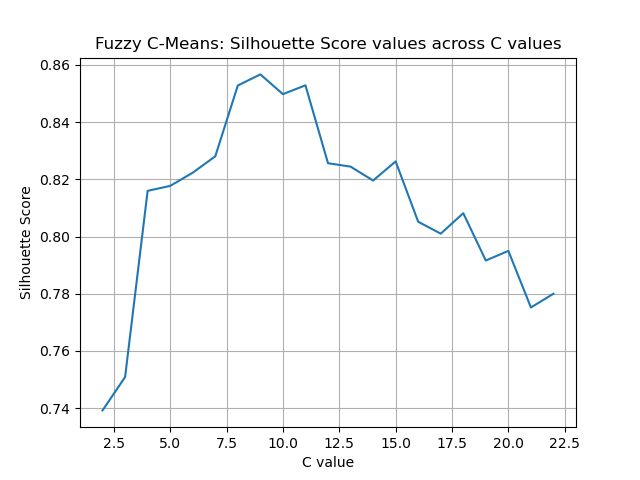 Fuzzy C-Means: Silhouette Score values across C values
0.86
0.84
0.82
0.80
0.78
0.76
0.74
Silhouette Score
2.5 5.0 7.5 10.0 12.5 15.0 17.5 20.0 22.5
C value